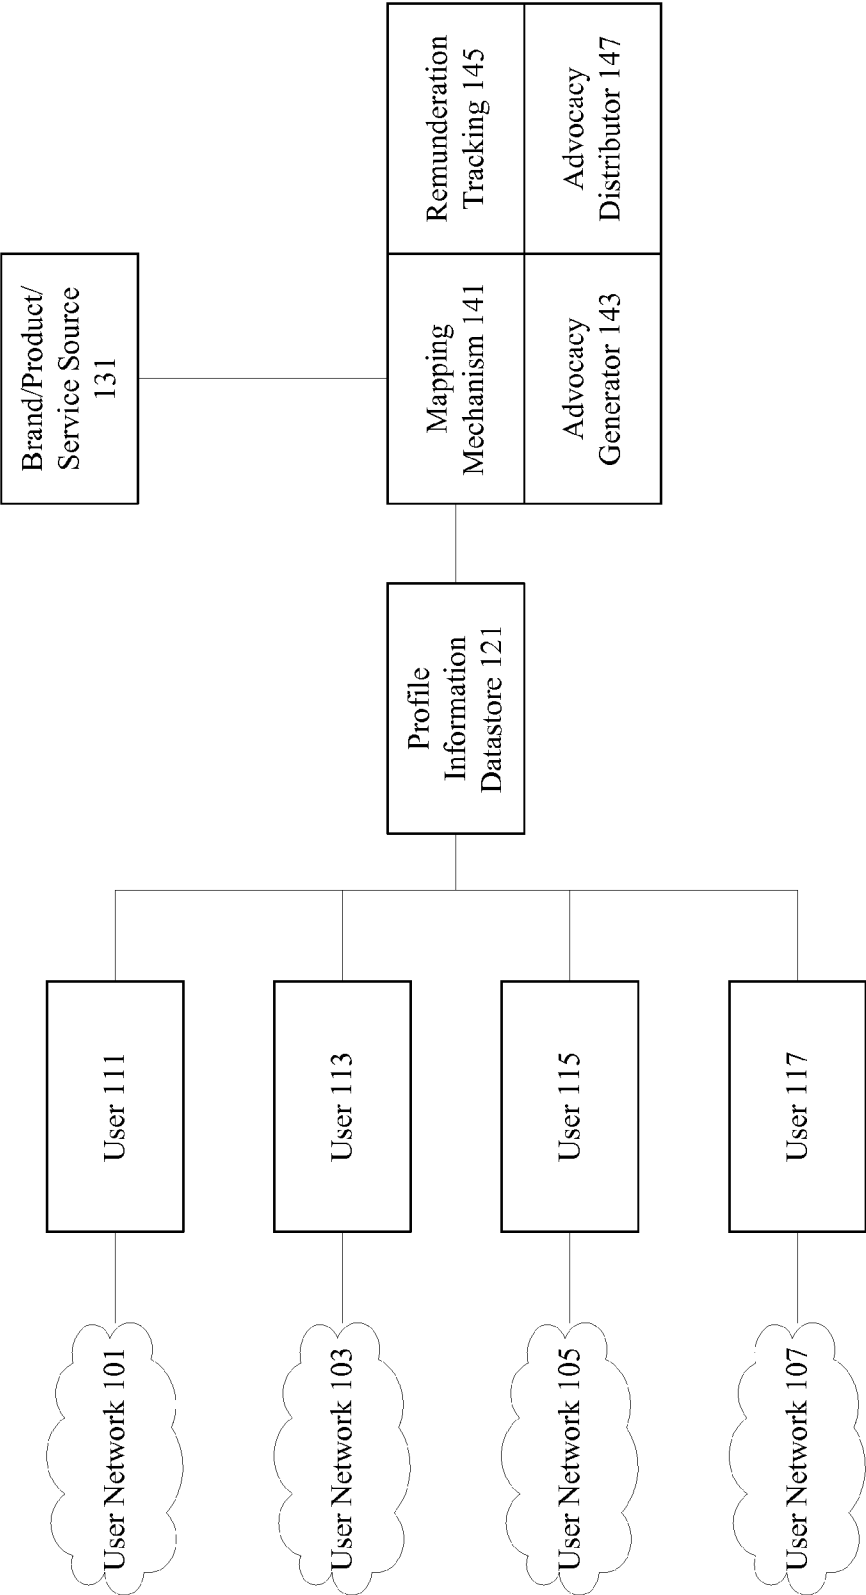 User Network 101
User 111
User Network 103
User 113
User Network 105
User 115
User Network 107
User 117
Profile
Information
Datastore 121
Brand/Product/
Service Source
131
Mapping
Mechanism 141
Advocacy
Generator 143
Remunderation
Tracking 145
Advocacy
Distributor 147